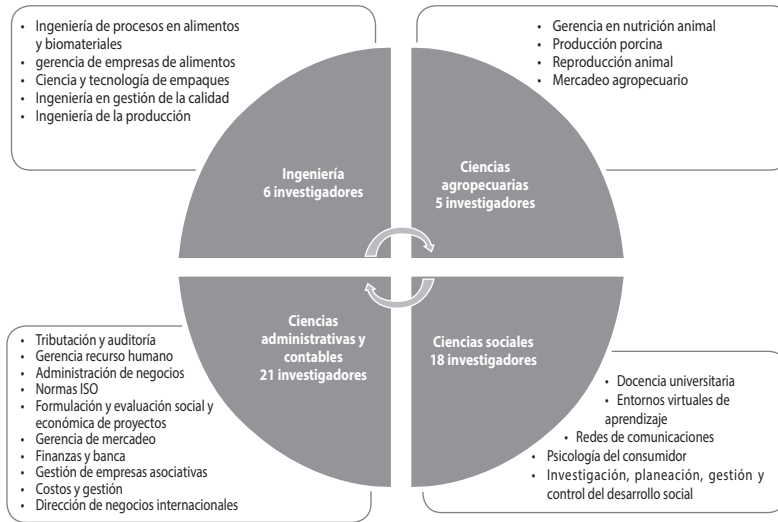 • Ingeniería de procesos en alimentos
y biomateriales
• gerencia de empresas de alimentos
• Ciencia y tecnología de empaques
• Ingeniería en gestión de la calidad
• Ingeniería de la producción
• Gerencia en nutrición animal
• Producción porcina
• Reproducción animal
• Mercadeo agropecuario
Ingeniería
6 investigadores
Ciencias
agropecuarias
5 investigadores
Ciencias
administrativas y
contables
21 investigadores
Ciencias sociales
18 investigadores
• Tributación y auditoría
• Gerencia recurso humano
• Administración de negocios
• Normas ISO
• Formulación y evaluación social y
económica de proyectos
• Gerencia de mercadeo
• Finanzas y banca
• Gestión de empresas asociativas
• Costos y gestión
• Dirección de negocios internacionales
• Docencia universitaria
• Entornos virtuales de
aprendizaje
• Redes de comunicaciones
• Psicología del consumidor
• Investigación, planeación, gestión y
control del desarrollo social